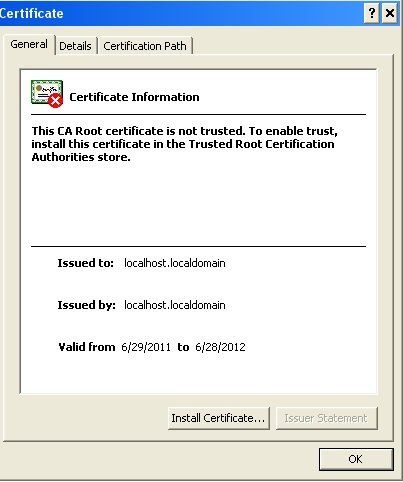 Certificate
General Details Certification Path
Certificate Information
This CA Root certificate is not trusted. To enable trust,
install this certificate in the Trusted Root Certification
Authorities store.
Issued to: localhost.localdomain
Issued by: localhost.localdomain
Valid from 6/29/2011 to 6/28/2012
Install Certificate... Issuer Statement
OK